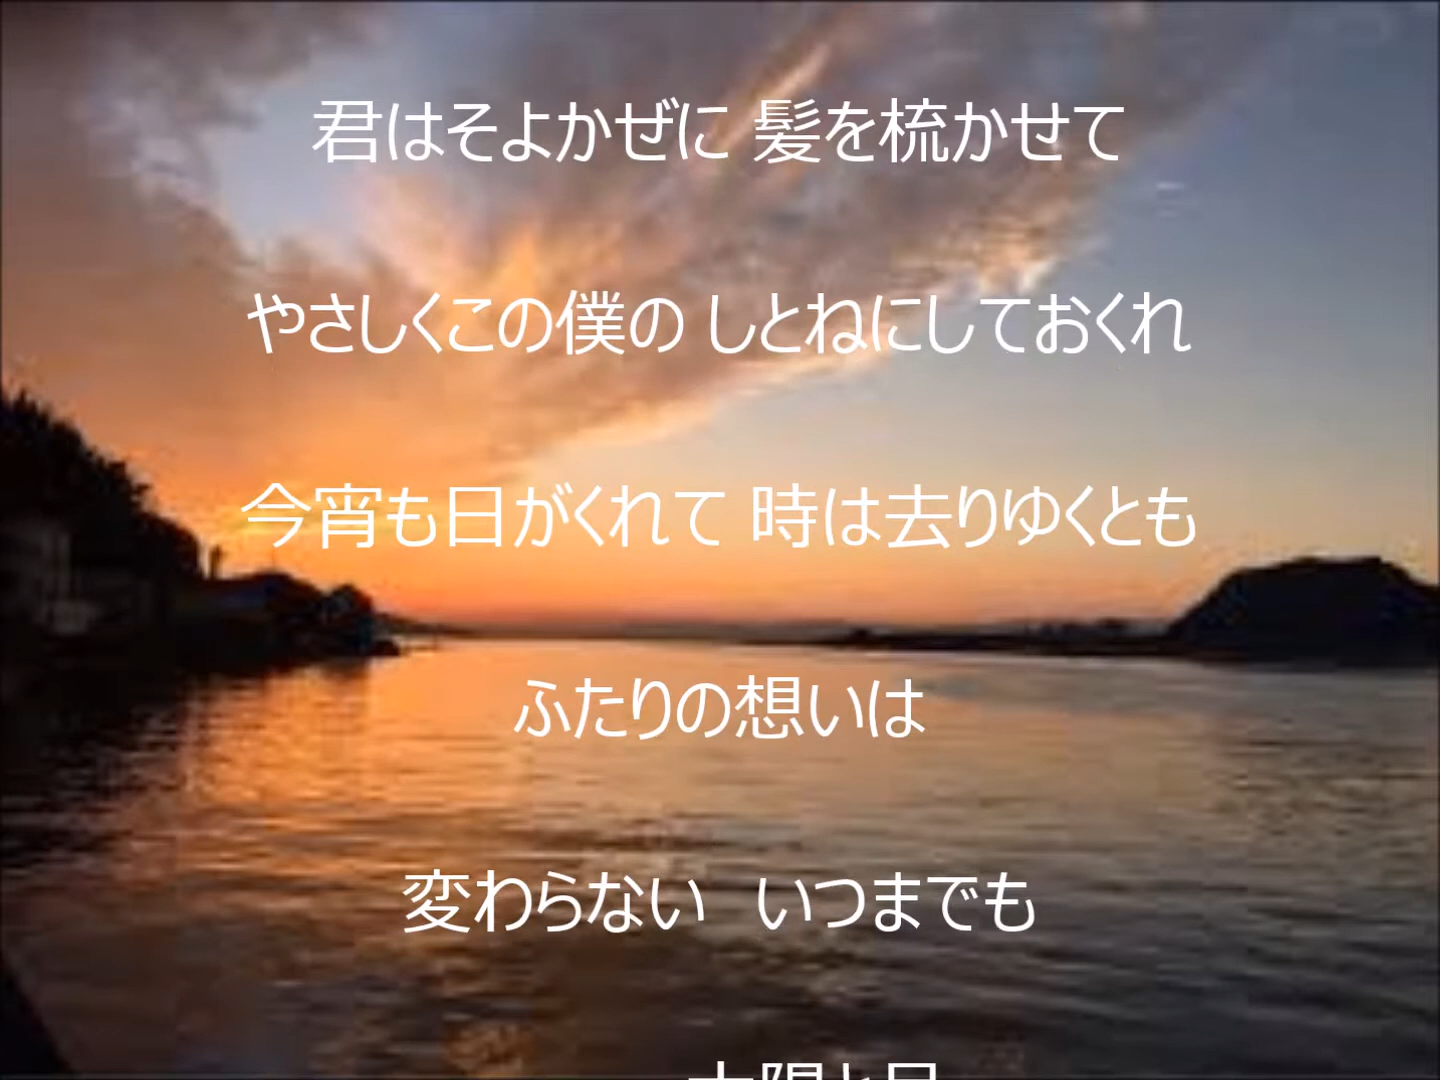 君はそよかぜに 髪を梳かせて
やさしくこの僕の しとねにしておくれ
今宵も日がくれて 時は去りゆくとも
ふたりの想いは
変わらない　いつまでも